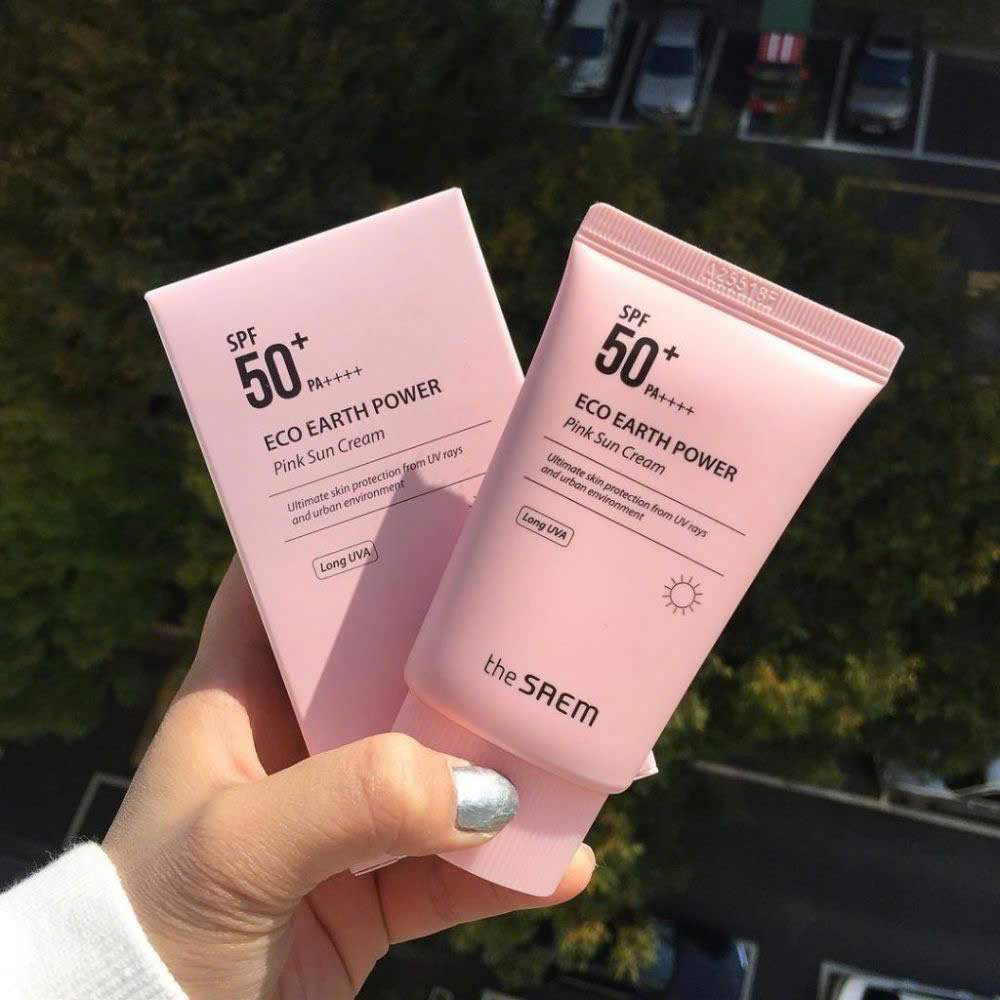 SPF
50+
PA++++
ECO EARTH POWER
Pink Sun Cream
Ultimate skin protection from UV rays
and urban environment
Long UVA
SPF
50+
PA++++
ECO EARTH POWER
Pink Sun Cream
Ultimate skin protection from UV rays
and urban environment
Long UVA
the SAEM